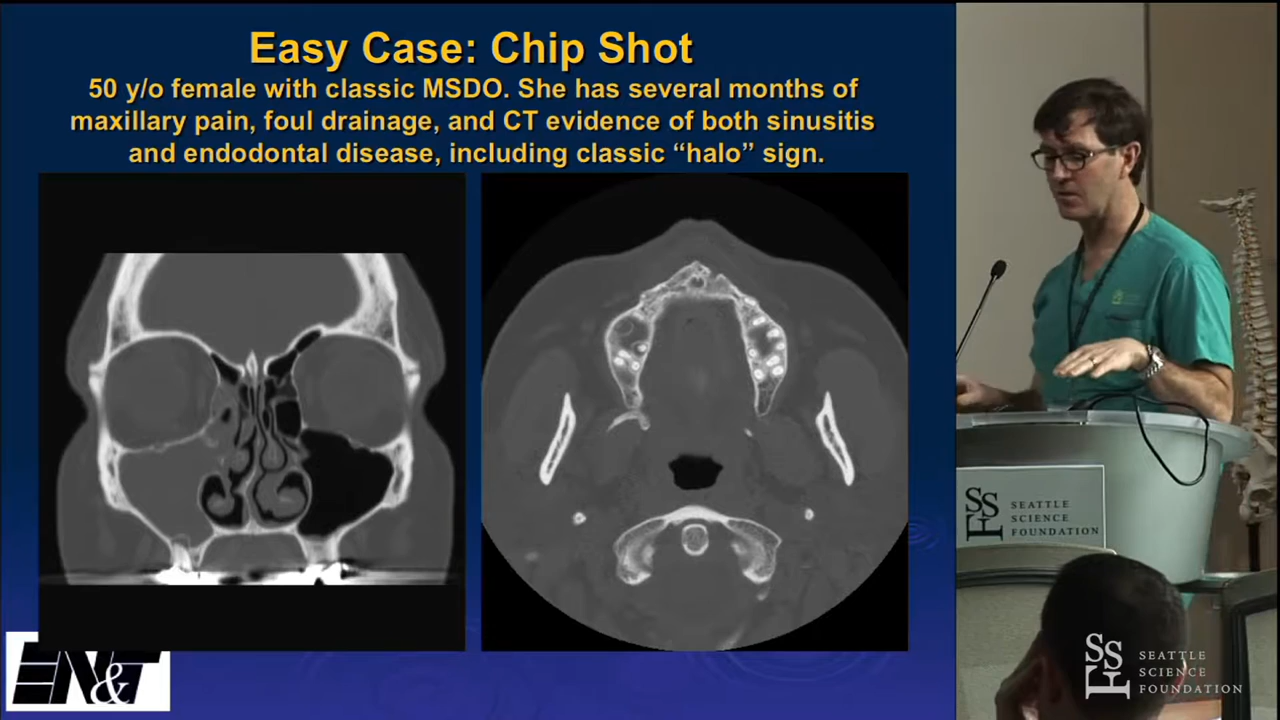 Easy Case: Chip Shot
50 y/o female with classic MSDO. She has several months of
maxillary pain, foul drainage, and CT evidence of both sinusitis
and endodontal disease, including classic “halo” sign.
EN&T
SSF
SEATTLE
SCIENCE
FOUNDATION
SSF
SEATTLE
SCIENCE
FOUNDATION